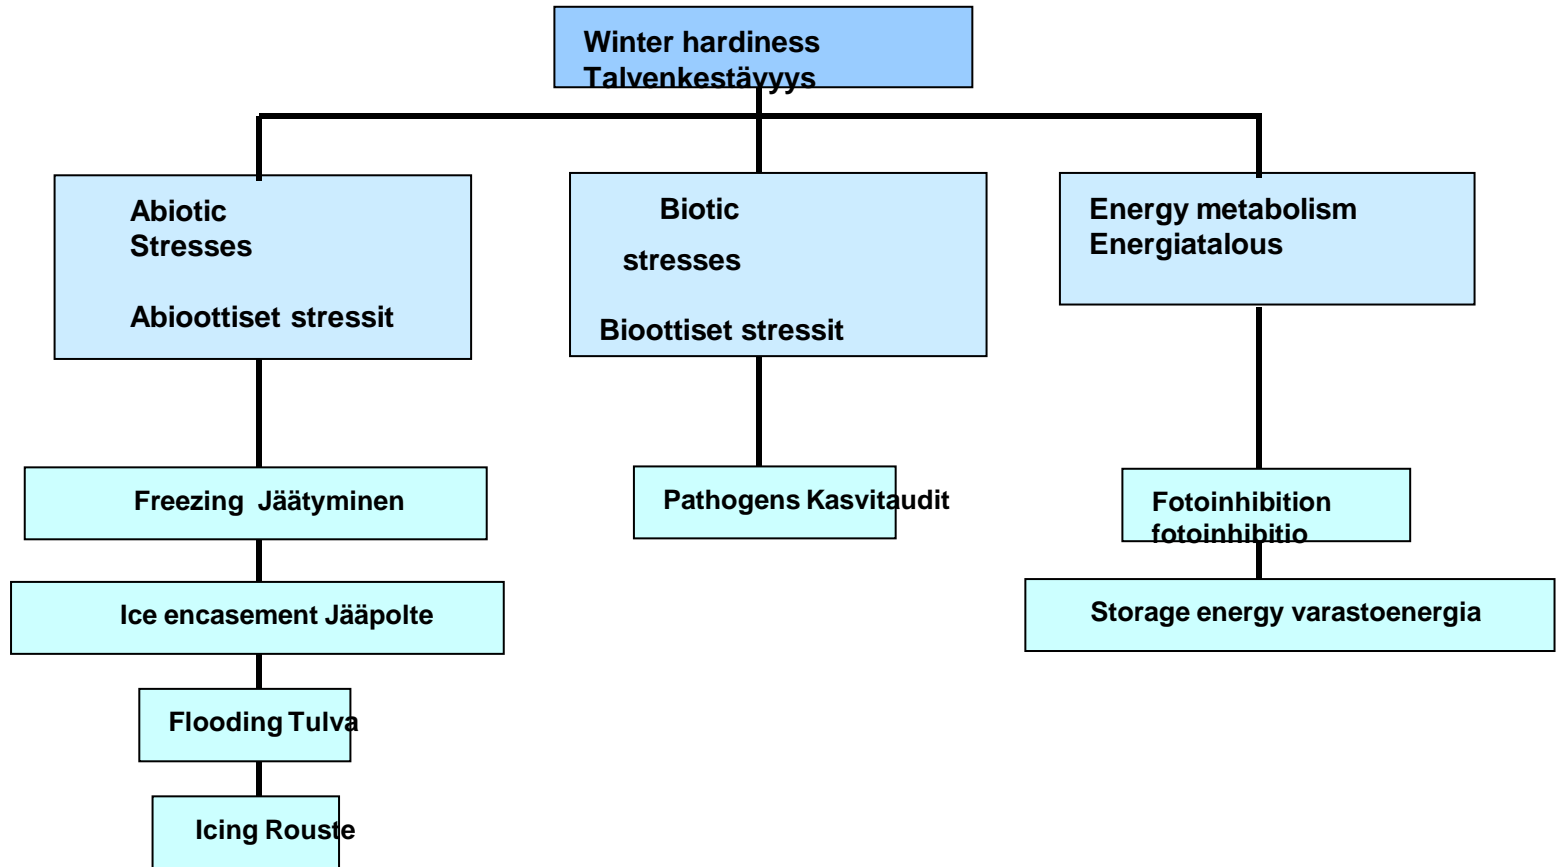 Winter hardiness
Talvenkestävyys
Abiotic
Stresses
Abioottiset stressit
Biotic
stresses
Bioottiset stressit
Energy metabolism
Energiatalous
Freezing Jäätyminen
Pathogens Kasvitaudit
Fotoinhibition
fotoinhibitio
Ice encasement Jääpolte
Storage energy varastoenergia
Flooding Tulva
Icing Rouste